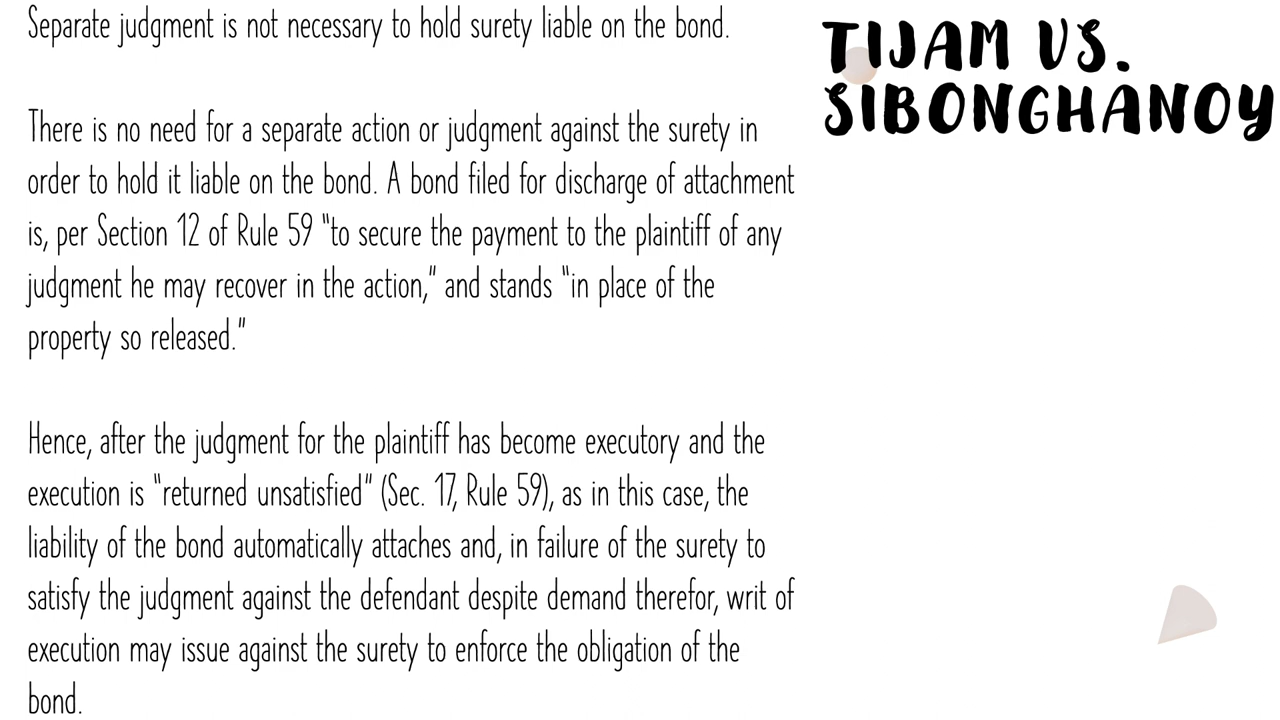 Separate judgment is not necessary to hold surety liable on the bond.
There is no need for a separate action or judgment against the surety in
order to hold it liable on the bond. A bond filed for discharge of attachment
is, per Section 12 of Rule 59 "to secure the payment to the plaintiff of any
judgment he may recover in the action," and stands "in place of the
property so released."
Hence, after the judgment for the plaintiff has become executory and the
execution is "returned unsatisfied" (Sec. 17, Rule 59), as in this case, the
liability of the bond automatically attaches and, in failure of the surety to
satisfy the judgment against the defendant despite demand therefor, writ of
execution may issue against the surety to enforce the obligation of the
bond.
TIJAM VS.
SIBONGHANOY